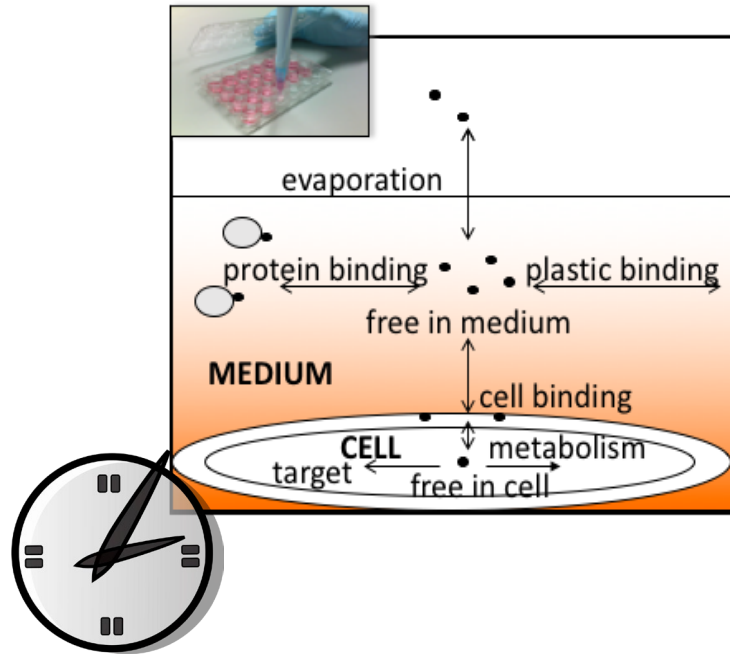 evaporation
protein binding
plastic binding
free in medium
MEDIUM
cell binding
CELL
metabolism
target
free in cell